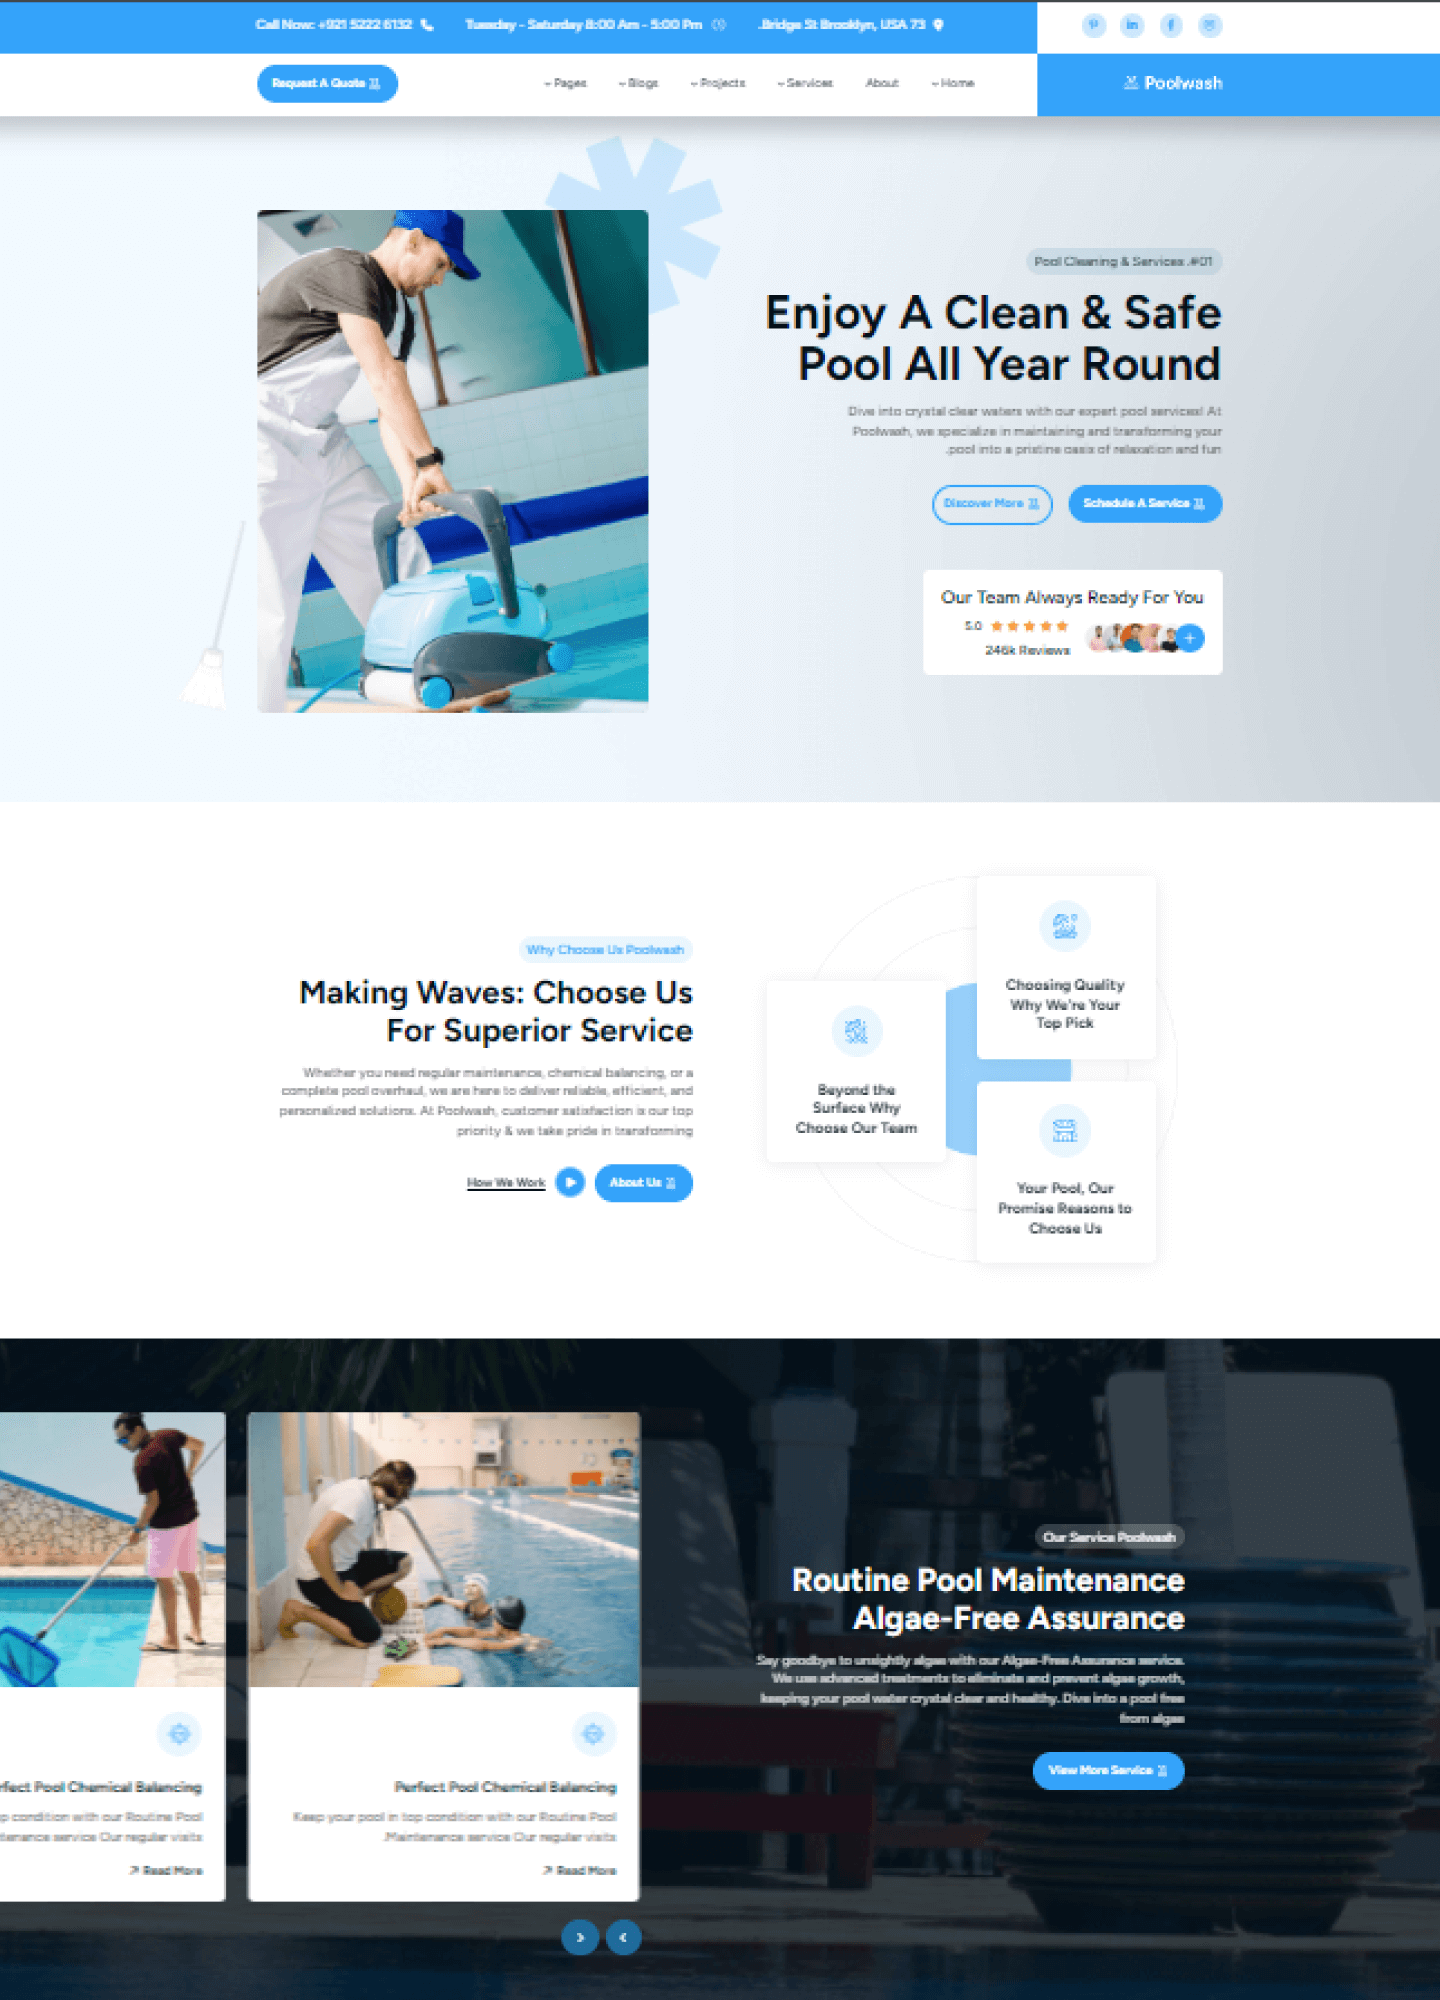 Call Now: +921 5222 6132
Tuesday - Saturday 8:00 Am - 5:00 Pm
.Bridge St Brooklyn, USA 73
Request A Quote
Pages
Blogs
Projects
Services
About
Home
Poolwash
Pool Cleaning & Services .#01
Enjoy A Clean & Safe
Pool All Year Round
Dive into crystal clear waters with our expert pool services! At
Poolwash, we specialize in maintaining and transforming your
.pool into a pristine oasis of relaxation and fun
Discover More
Schedule A Service
Our Team Always Ready For You
5.0
246k Reviews
Why Choose Us Poolwash
Making Waves: Choose Us
For Superior Service
Whether you need regular maintenance, chemical balancing, or a
complete pool overhaul, we are here to deliver reliable, efficient, and
personalized solutions. At Poolwash, customer satisfaction is our top
priority & we take pride in transforming
How We Work
About Us
Choosing Quality
Why We're Your
Top Pick
Beyond the
Surface Why
Choose Our Team
Your Pool, Our
Promise Reasons to
Choose Us
Our Service Poolwash
Routine Pool Maintenance
Algae-Free Assurance
Say goodbye to unsightly algae with our Algae-Free Assurance service.
We use advanced treatments to eliminate and prevent algae growth,
keeping your pool water crystal clear and healthy. Dive into a pool free
from algae
View More Service
rfect Pool Chemical Balancing
p condition with our Routine Pool
tenance service Our regular visits
Read More
Perfect Pool Chemical Balancing
Keep your pool in top condition with our Routine Pool
.Maintenance service Our regular visits
Read More